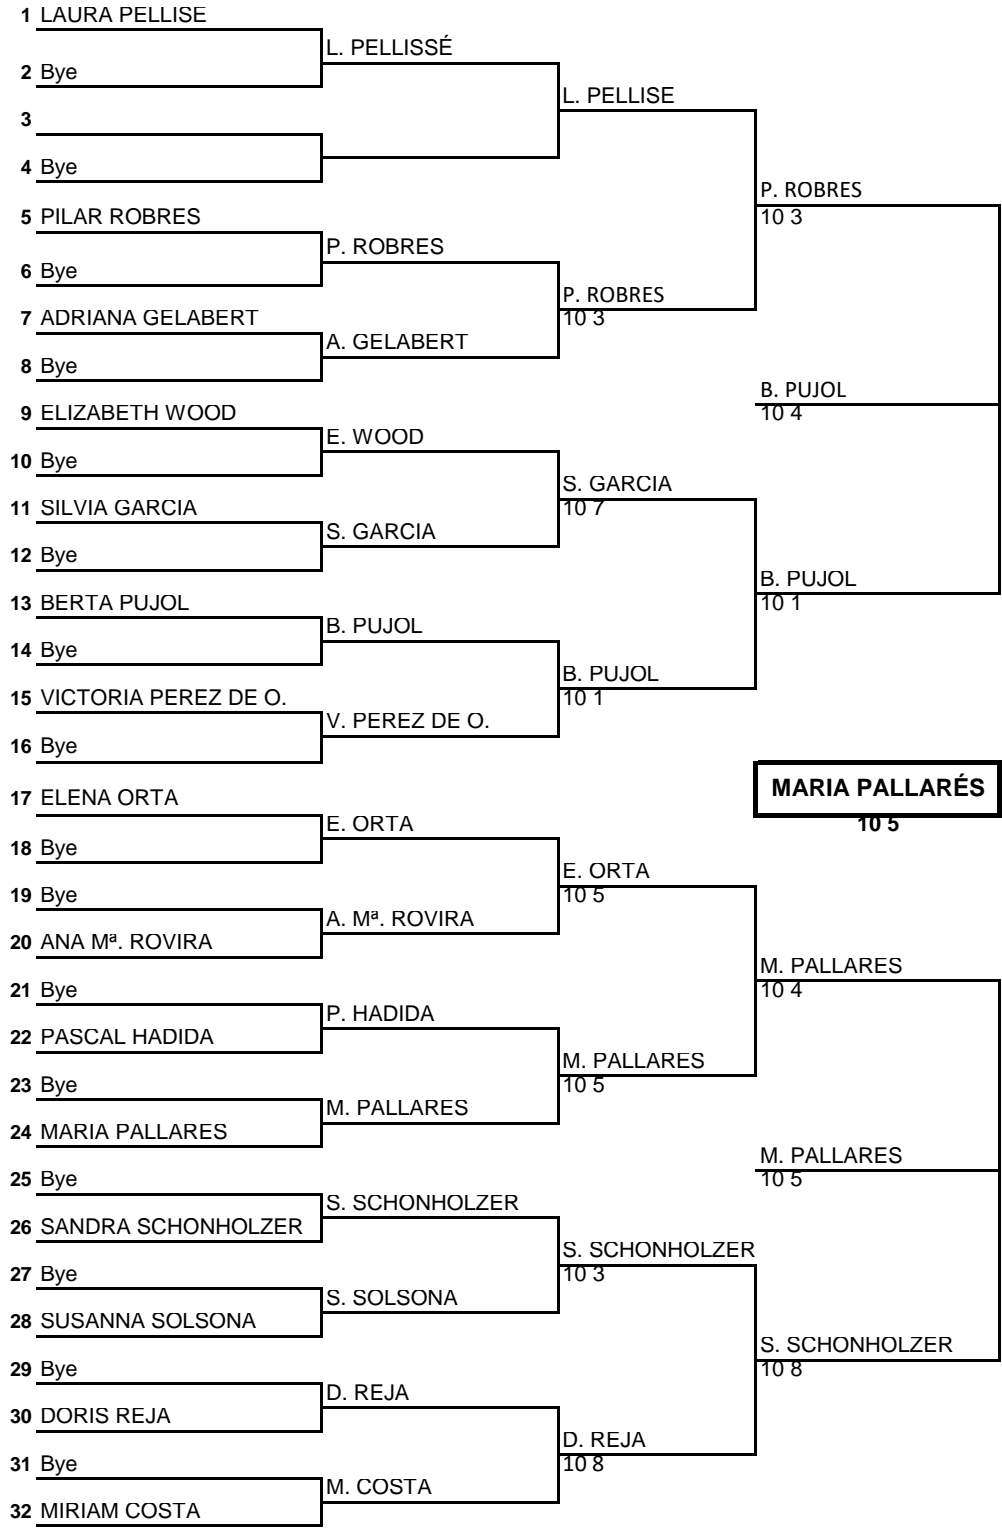 1 LAURA PELLISE
L. PELLISSÉ
2 Bye
L. PELLISE
3
4 Bye
P. ROBRES
10 3
5 PILAR ROBRES
P. ROBRES
6 Bye
P. ROBRES
10 3
7 ADRIANA GELABERT
A. GELABERT
8 Bye
B. PUJOL
10 4
9 ELIZABETH WOOD
E. WOOD
10 Bye
S. GARCIA
10 7
11 SILVIA GARCIA
S. GARCIA
12 Bye
B. PUJOL
10 1
13 BERTA PUJOL
B. PUJOL
14 Bye
B. PUJOL
10 1
15 VICTORIA PEREZ DE O.
V. PEREZ DE O.
16 Bye
MARIA PALLARÉS
10 5
17 ELENA ORTA
E. ORTA
18 Bye
E. ORTA
10 5
19 Bye
A. Mª. ROVIRA
20 ANA Mª. ROVIRA
M. PALLARES
10 4
21 Bye
P. HADIDA
22 PASCAL HADIDA
M. PALLARES
10 5
23 Bye
M. PALLARES
24 MARIA PALLARES
M. PALLARES
10 5
25 Bye
S. SCHONHOLZER
26 SANDRA SCHONHOLZER
S. SCHONHOLZER
10 3
27 Bye
S. SOLSONA
28 SUSANNA SOLSONA
S. SCHONHOLZER
10 8
29 Bye
D. REJA
30 DORIS REJA
D. REJA
10 8
31 Bye
M. COSTA
32 MIRIAM COSTA